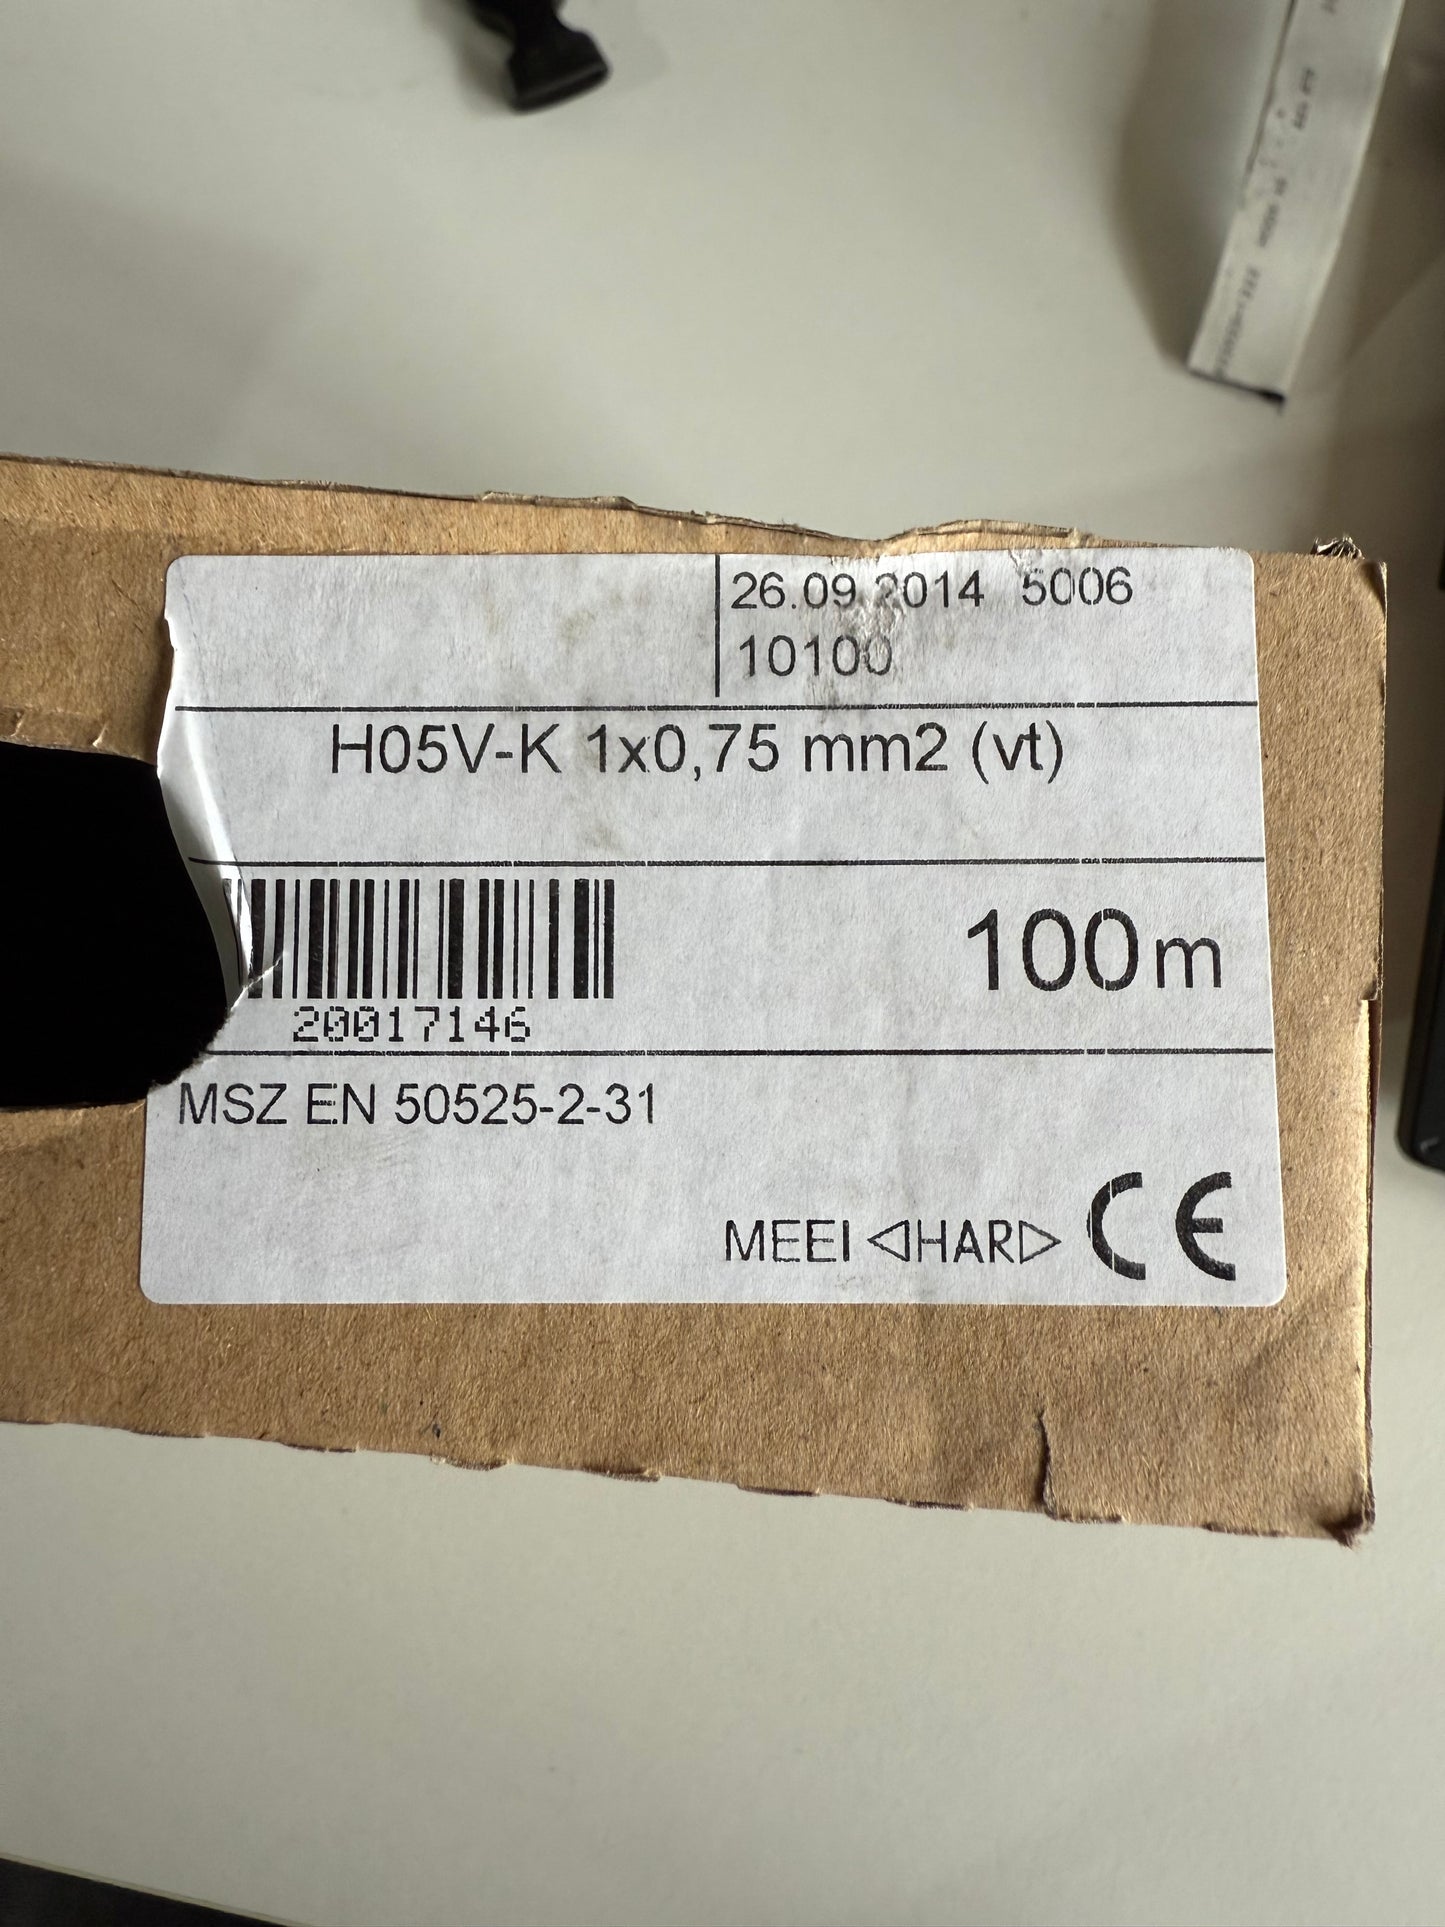 26.09.2014 5006
10100
H05V-K 1x0,75 mm2 (vt)
100m
20017146
MSZ EN 50525-2-31
MEEI ◁HAR▷ CE